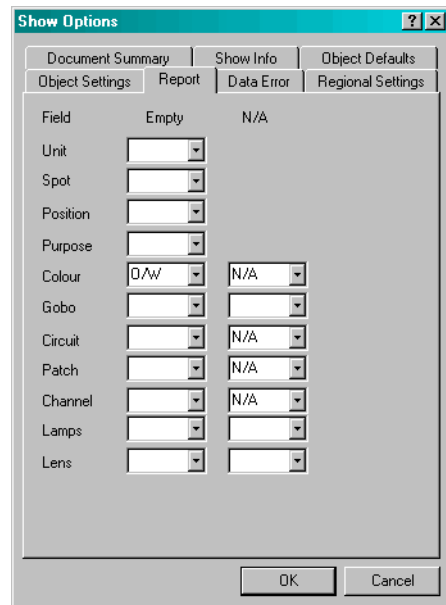 Show Options
Document Summary Show Info Object Defaults
Object Settings Report Data Error Regional Settings
Field Empty N/A
Unit
Spot
Position
Purpose
Colour O/W N/A
Gobo
Circuit N/A
Patch N/A
Channel N/A
Lamps
Lens
OK Cancel